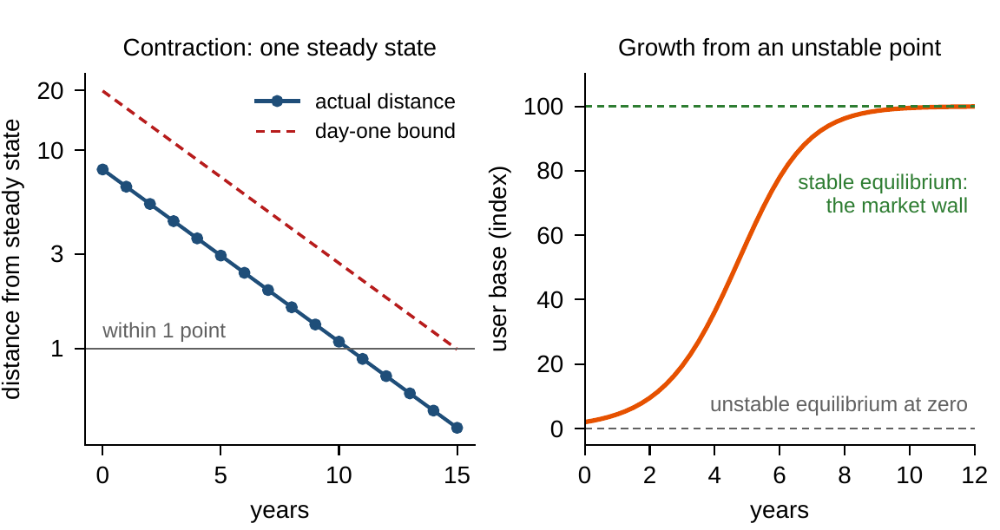 Contraction: one steady state
distance from steady state
20
10
3
1
actual distance
day-one bound
within 1 point
0
5
10
15
years
Growth from an unstable point
user base (index)
100
80
60
40
20
0
stable equilibrium:
the market wall
unstable equilibrium at zero
0
2
4
6
8
10
12
years